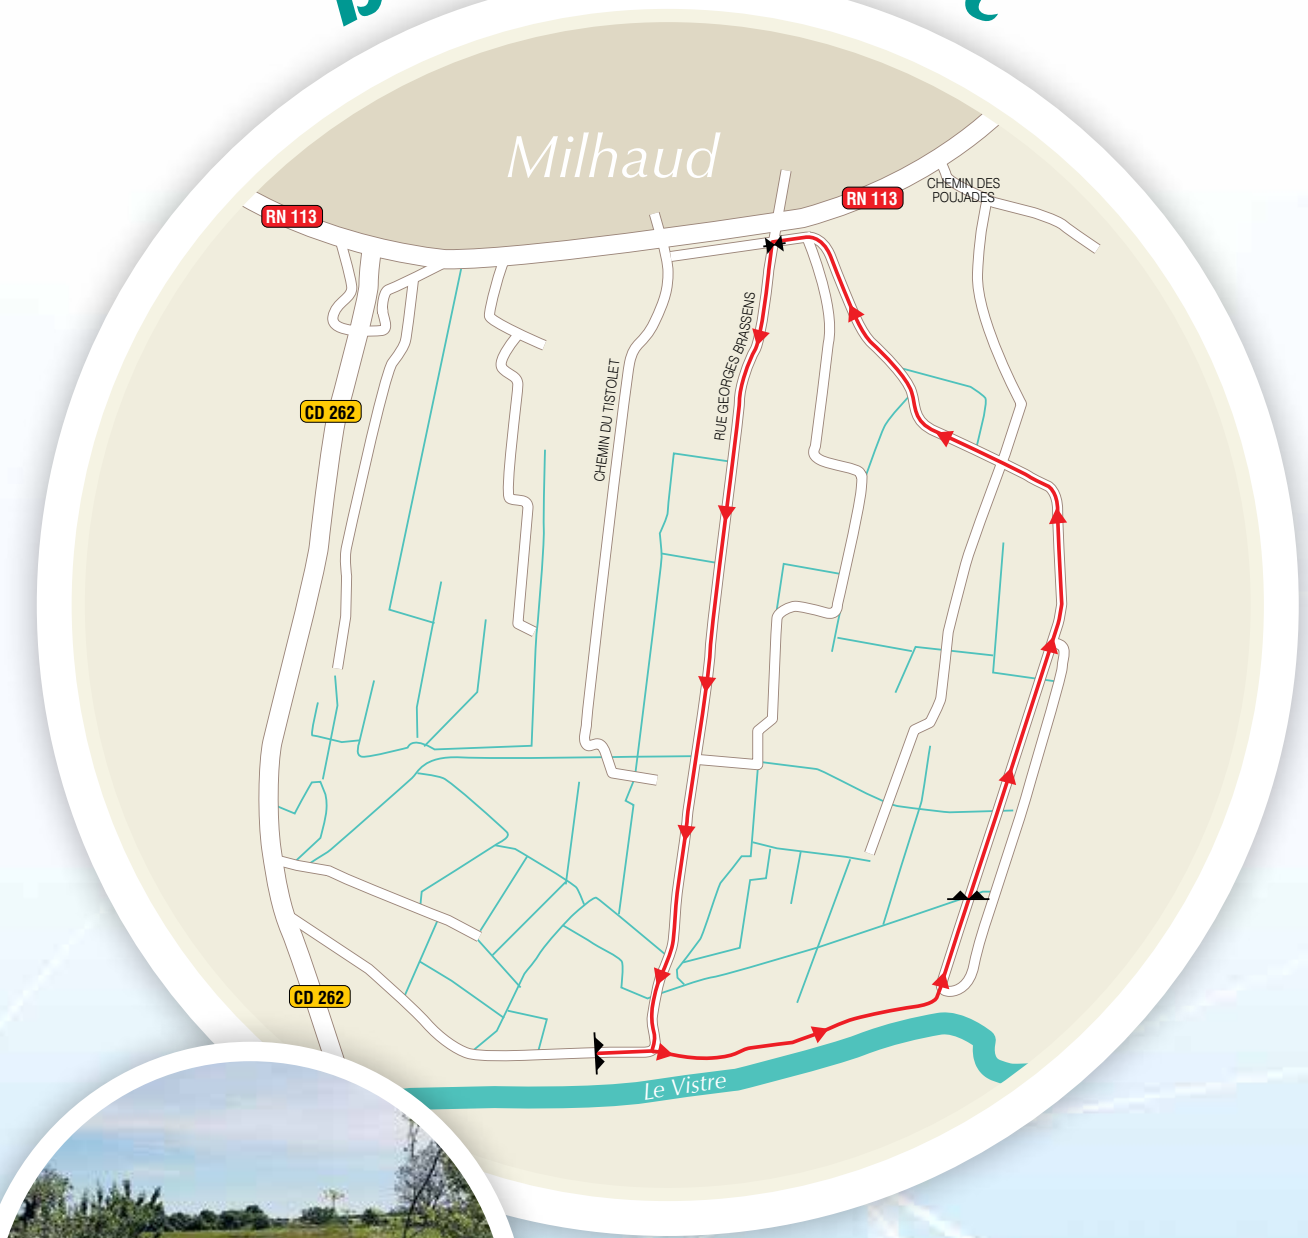 Milhaud
RN 113
RN 113
CHEMIN DES
POUJADES
CD 262
CHEMIN DU TISTOLET
RUE GEORGES BRASSENS
CD 262
Le Vistre